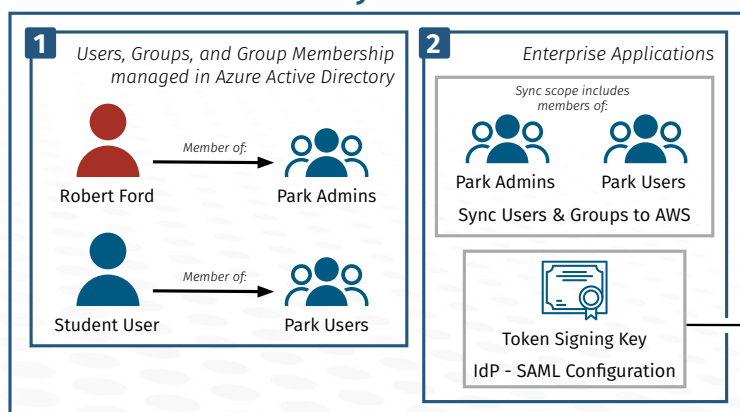 1
Users, Groups, and Group Membership
managed in Azure Active Directory
Member of:
Robert Ford
Park Admins
Member of:
Student User
Park Users
2
Enterprise Applications
Sync scope includes
members of:
Park Admins
Park Users
Sync Users & Groups to AWS
Token Signing Key
IdP - SAML Configuration